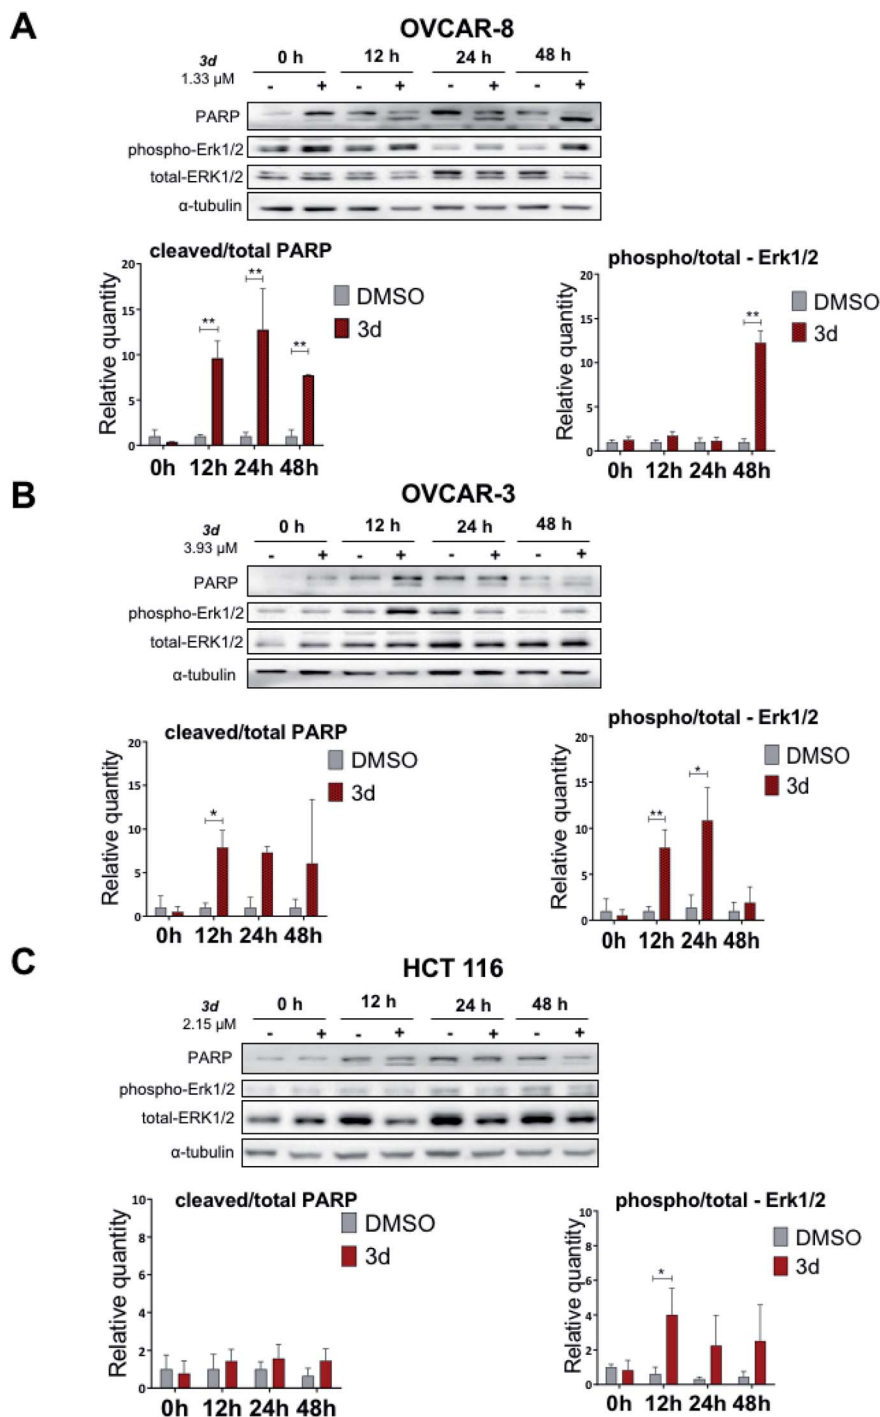 A
OVCAR-8
3d
1.33 µM
0 h 12 h 24 h 48 h
- + - + - + - +
PARP
phospho-Erk1/2
total-ERK1/2
α-tubulin
cleaved/total PARP
Relative quantity
20
15
10
5
0
** ** **
0h 12h 24h 48h
DMSO
3d
phospho/total - Erk1/2
Relative quantity
20
15
10
5
0
**
0h 12h 24h 48h
DMSO
3d
B
OVCAR-3
3d
3.93 µM
0 h 12 h 24 h 48 h
- + - + - + - +
PARP
phospho-Erk1/2
total-ERK1/2
α-tubulin
cleaved/total PARP
Relative quantity
20
15
10
5
0
*
0h 12h 24h 48h
DMSO
3d
phospho/total - Erk1/2
Relative quantity
20
15
10
5
0
** *
0h 12h 24h 48h
DMSO
3d
C
HCT 116
3d
2.15 µM
0 h 12 h 24 h 48 h
- + - + - + - +
PARP
phospho-Erk1/2
total-ERK1/2
α-tubulin
cleaved/total PARP
Relative quantity
10
8
6
4
2
0
0h 12h 24h 48h
DMSO
3d
phospho/total - Erk1/2
Relative quantity
10
8
6
4
2
0
*
0h 12h 24h 48h
DMSO
3d